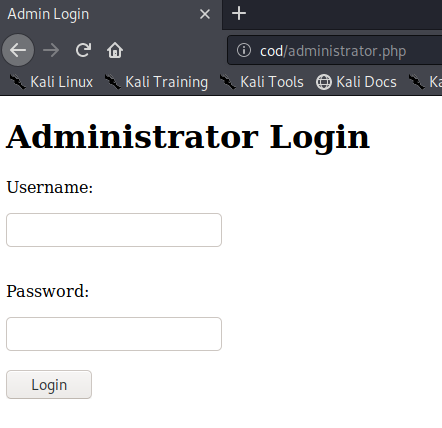 Admin Login
cod/administrator.php
Kali Linux Kali Training Kali Tools Kali Docs Ka
Administrator Login
Username:
Password:
Login